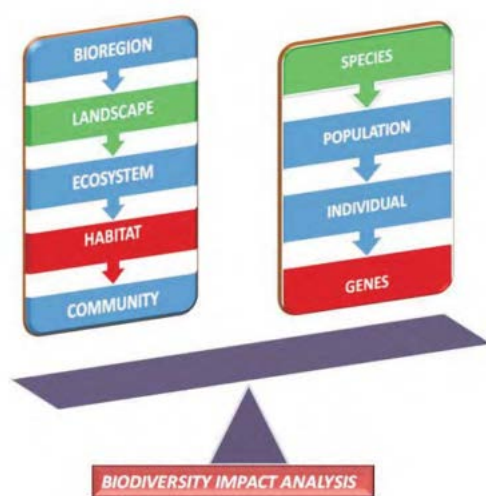 BIOREGION
LANDSCAPE
ECOSYSTEM
HABITAT
COMMUNITY
SPECIES
POPULATION
INDIVIDUAL
GENES
BIODIVERSITY IMPACT ANALYSIS